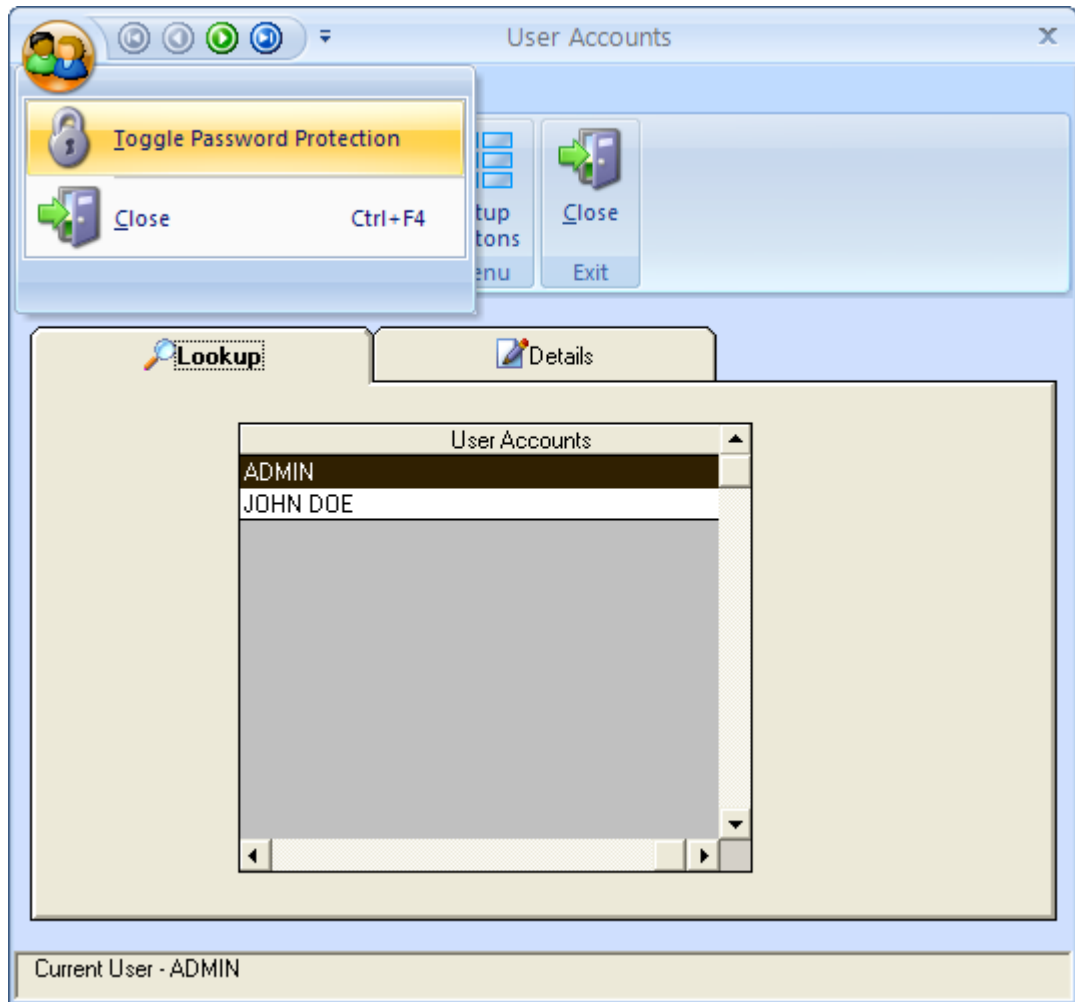 User Accounts
Toggle Password Protection
Close Ctrl+F4
tup
tons
enu
Close
Exit
Lookup
Details
User Accounts
ADMIN
JOHN DOE
Current User - ADMIN